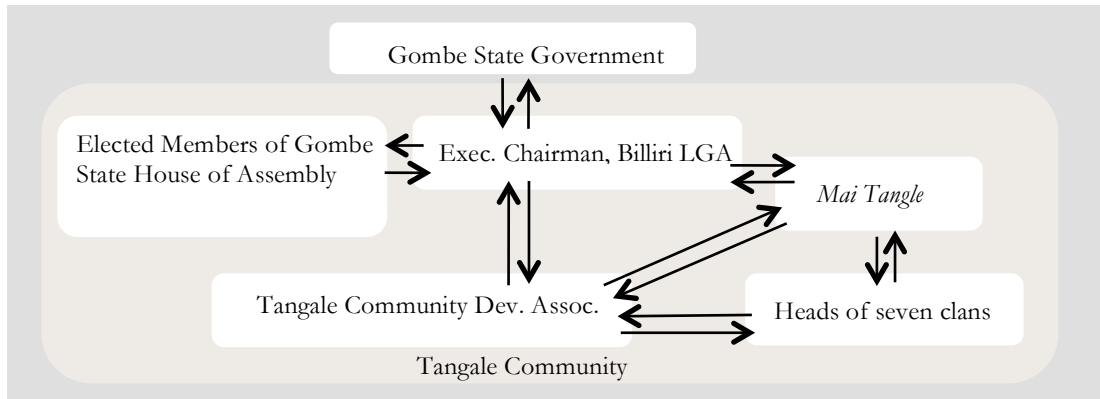 Gombe State Government
Elected Members of Gombe
State House of Assembly
Exec. Chairman, Billiri LGA
Mai Tangle
Tangale Community Dev. Assoc.
Heads of seven clans
Tangale Community